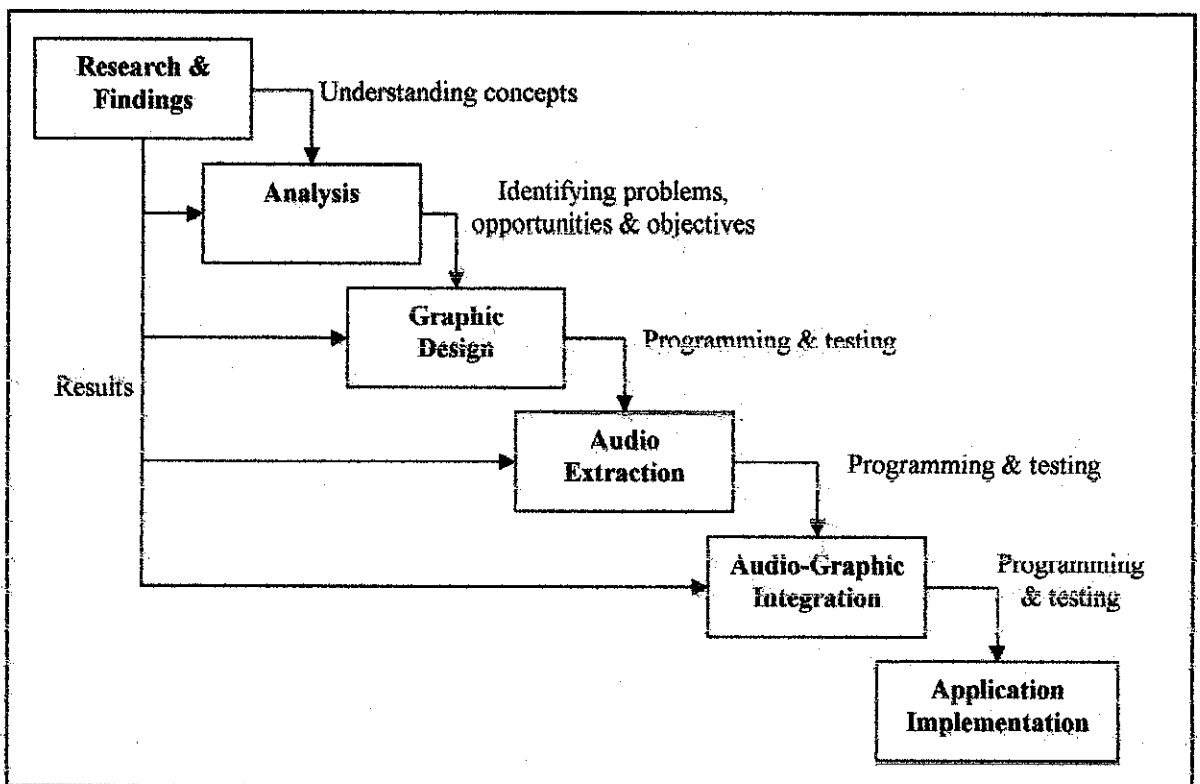 Research &
Findings
Understanding concepts
Analysis
Identifying problems,
opportunities & objectives
Graphic
Design
Programming & testing
Results
Audio
Extraction
Programming & testing
Audio-Graphic
Integration
Programming
& testing
Application
Implementation